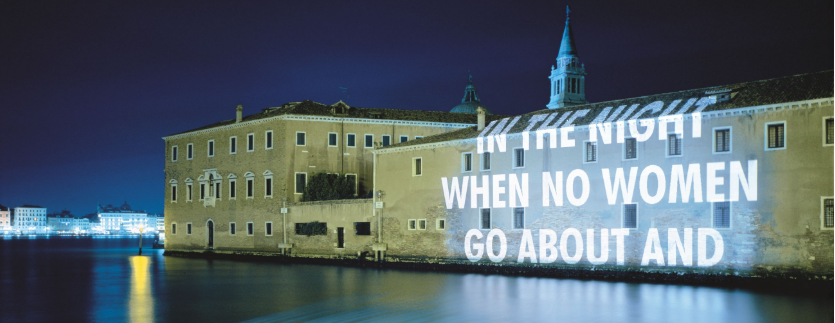 IN THE NIGHT
WHEN NO WOMEN
GO ABOUT AND